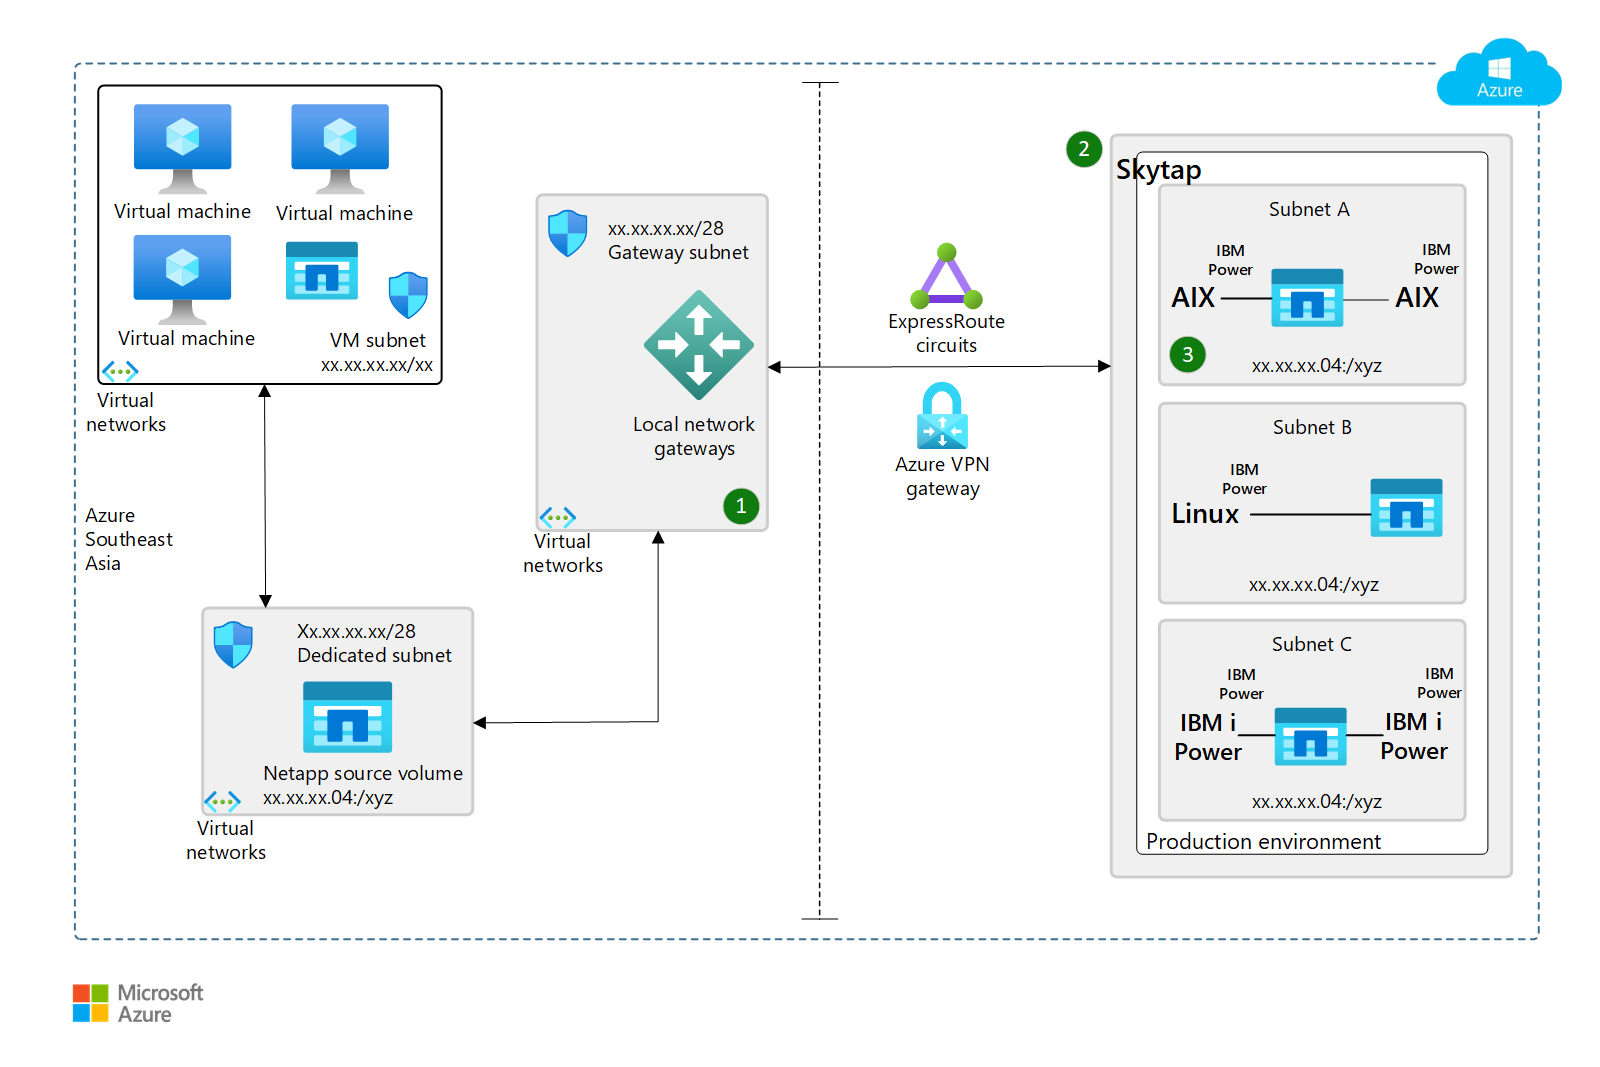 Azure
Virtual machine
Virtual machine
Virtual machine
VM subnet
xx.xx.xx.xx/xx
Virtual
networks
Azure
Southeast
Asia
Xx.xx.xx.xx/28
Dedicated subnet
Netapp source volume
xx.xx.xx.04:/xyz
Virtual
networks
xx.xx.xx.xx/28
Gateway subnet
Local network
gateways
1
Virtual
networks
ExpressRoute
circuits
Azure VPN
gateway
2
Skytap
Subnet A
IBM
Power
AIX
IBM
Power
AIX
3
xx.xx.xx.04:/xyz
Subnet B
IBM
Power
Linux
xx.xx.xx.04:/xyz
Subnet C
IBM
Power
IBM i
Power
IBM
Power
IBM i
Power
xx.xx.xx.04:/xyz
Production environment
Microsoft
Azure